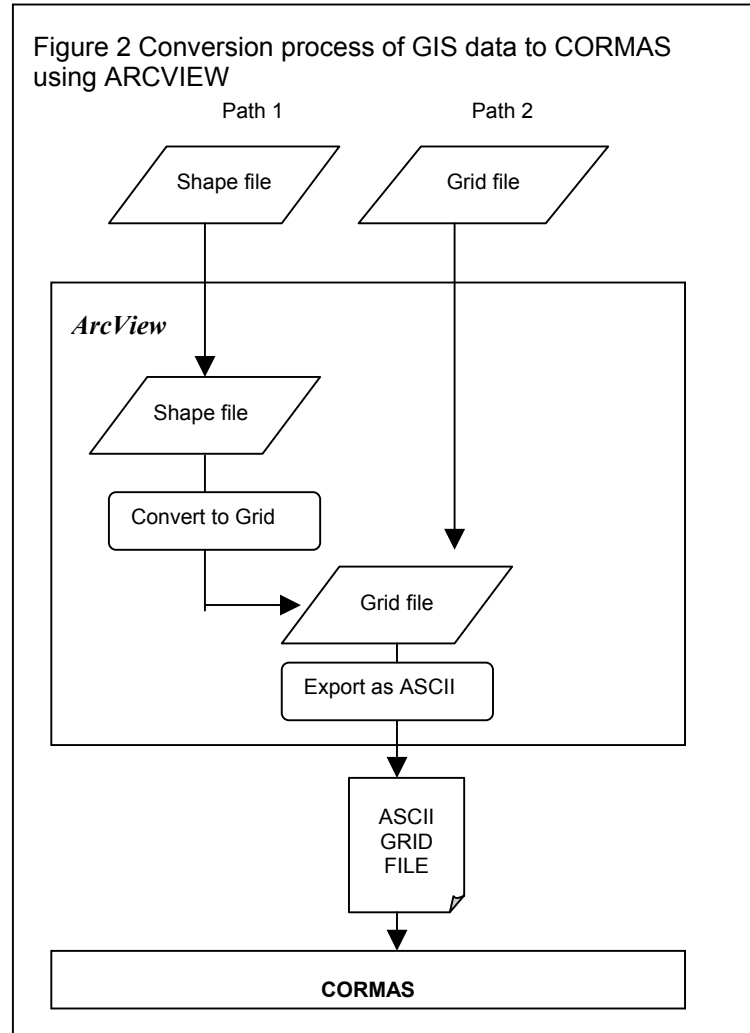 Figure 2 Conversion process of GIS data to CORMAS
using ARCVIEW
Path 1
Path 2
Shape file
Grid file
ArcView
Shape file
Convert to Grid
Grid file
Export as ASCII
ASCII
GRID
FILE
CORMAS